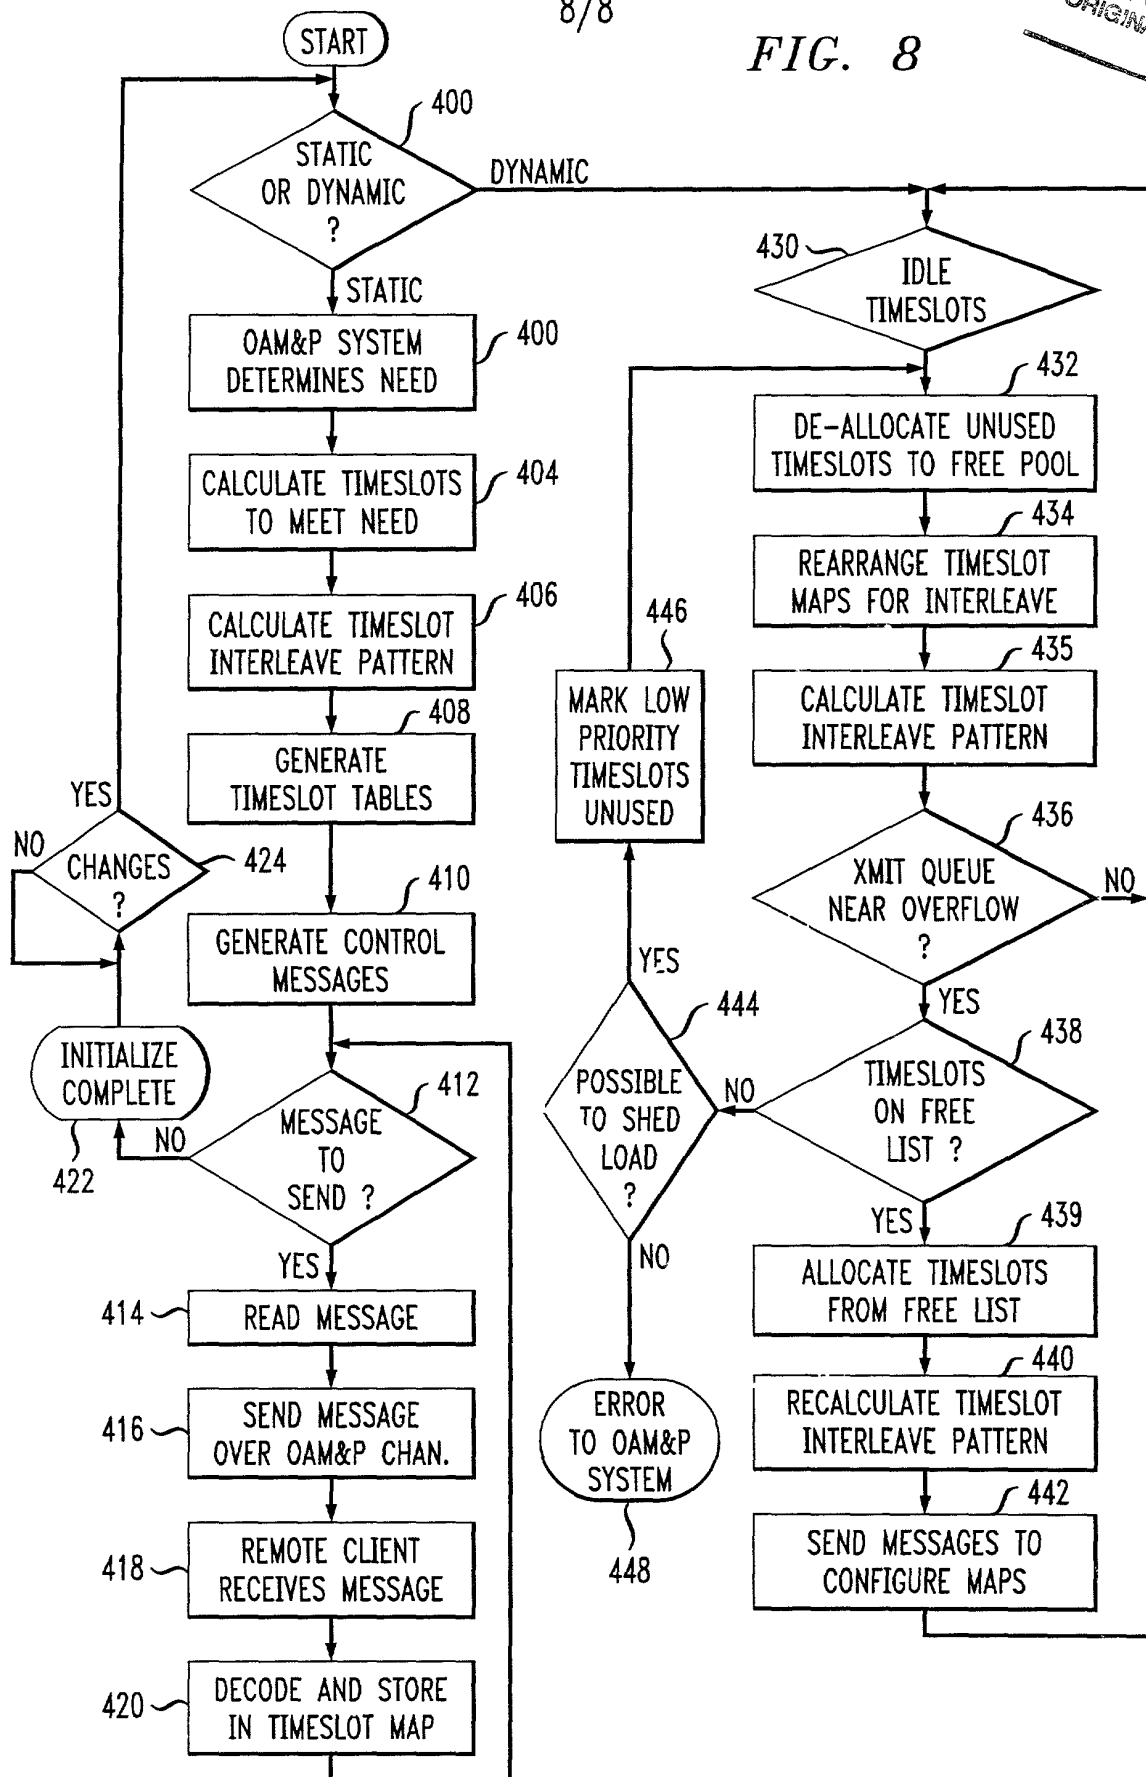 8/8
ORIGINA
FIG. 8
START
400
STATIC
OR DYNAMIC
?
DYNAMIC
STATIC
400
OAM&P SYSTEM
DETERMINES NEED
404
CALCULATE TIMESLOTS
TO MEET NEED
406
CALCULATE TIMESLOT
INTERLEAVE PATTERN
408
GENERATE
TIMESLOT TABLES
YES
NO
CHANGES
?
424
410
GENERATE CONTROL
MESSAGES
INITIALIZE
COMPLETE
422
NO
412
MESSAGE
TO
SEND ?
YES
414
READ MESSAGE
416
SEND MESSAGE
OVER OAM&P CHAN.
418
REMOTE CLIENT
RECEIVES MESSAGE
420
DECODE AND STORE
IN TIMESLOT MAP
430
IDLE
TIMESLOTS
432
DE-ALLOCATE UNUSED
TIMESLOTS TO FREE POOL
434
REARRANGE TIMESLOT
MAPS FOR INTERLEAVE
435
CALCULATE TIMESLOT
INTERLEAVE PATTERN
436
XMIT QUEUE
NEAR OVERFLOW
?
NO
YES
438
TIMESLOTS
ON FREE
LIST ?
NO
YES
446
MARK LOW
PRIORITY
TIMESLOTS
UNUSED
YES
444
POSSIBLE
TO SHED
LOAD
?
NO
ERROR
TO OAM&P
SYSTEM
448
439
ALLOCATE TIMESLOTS
FROM FREE LIST
440
RECALCULATE TIMESLOT
INTERLEAVE PATTERN
442
SEND MESSAGES TO
CONFIGURE MAPS